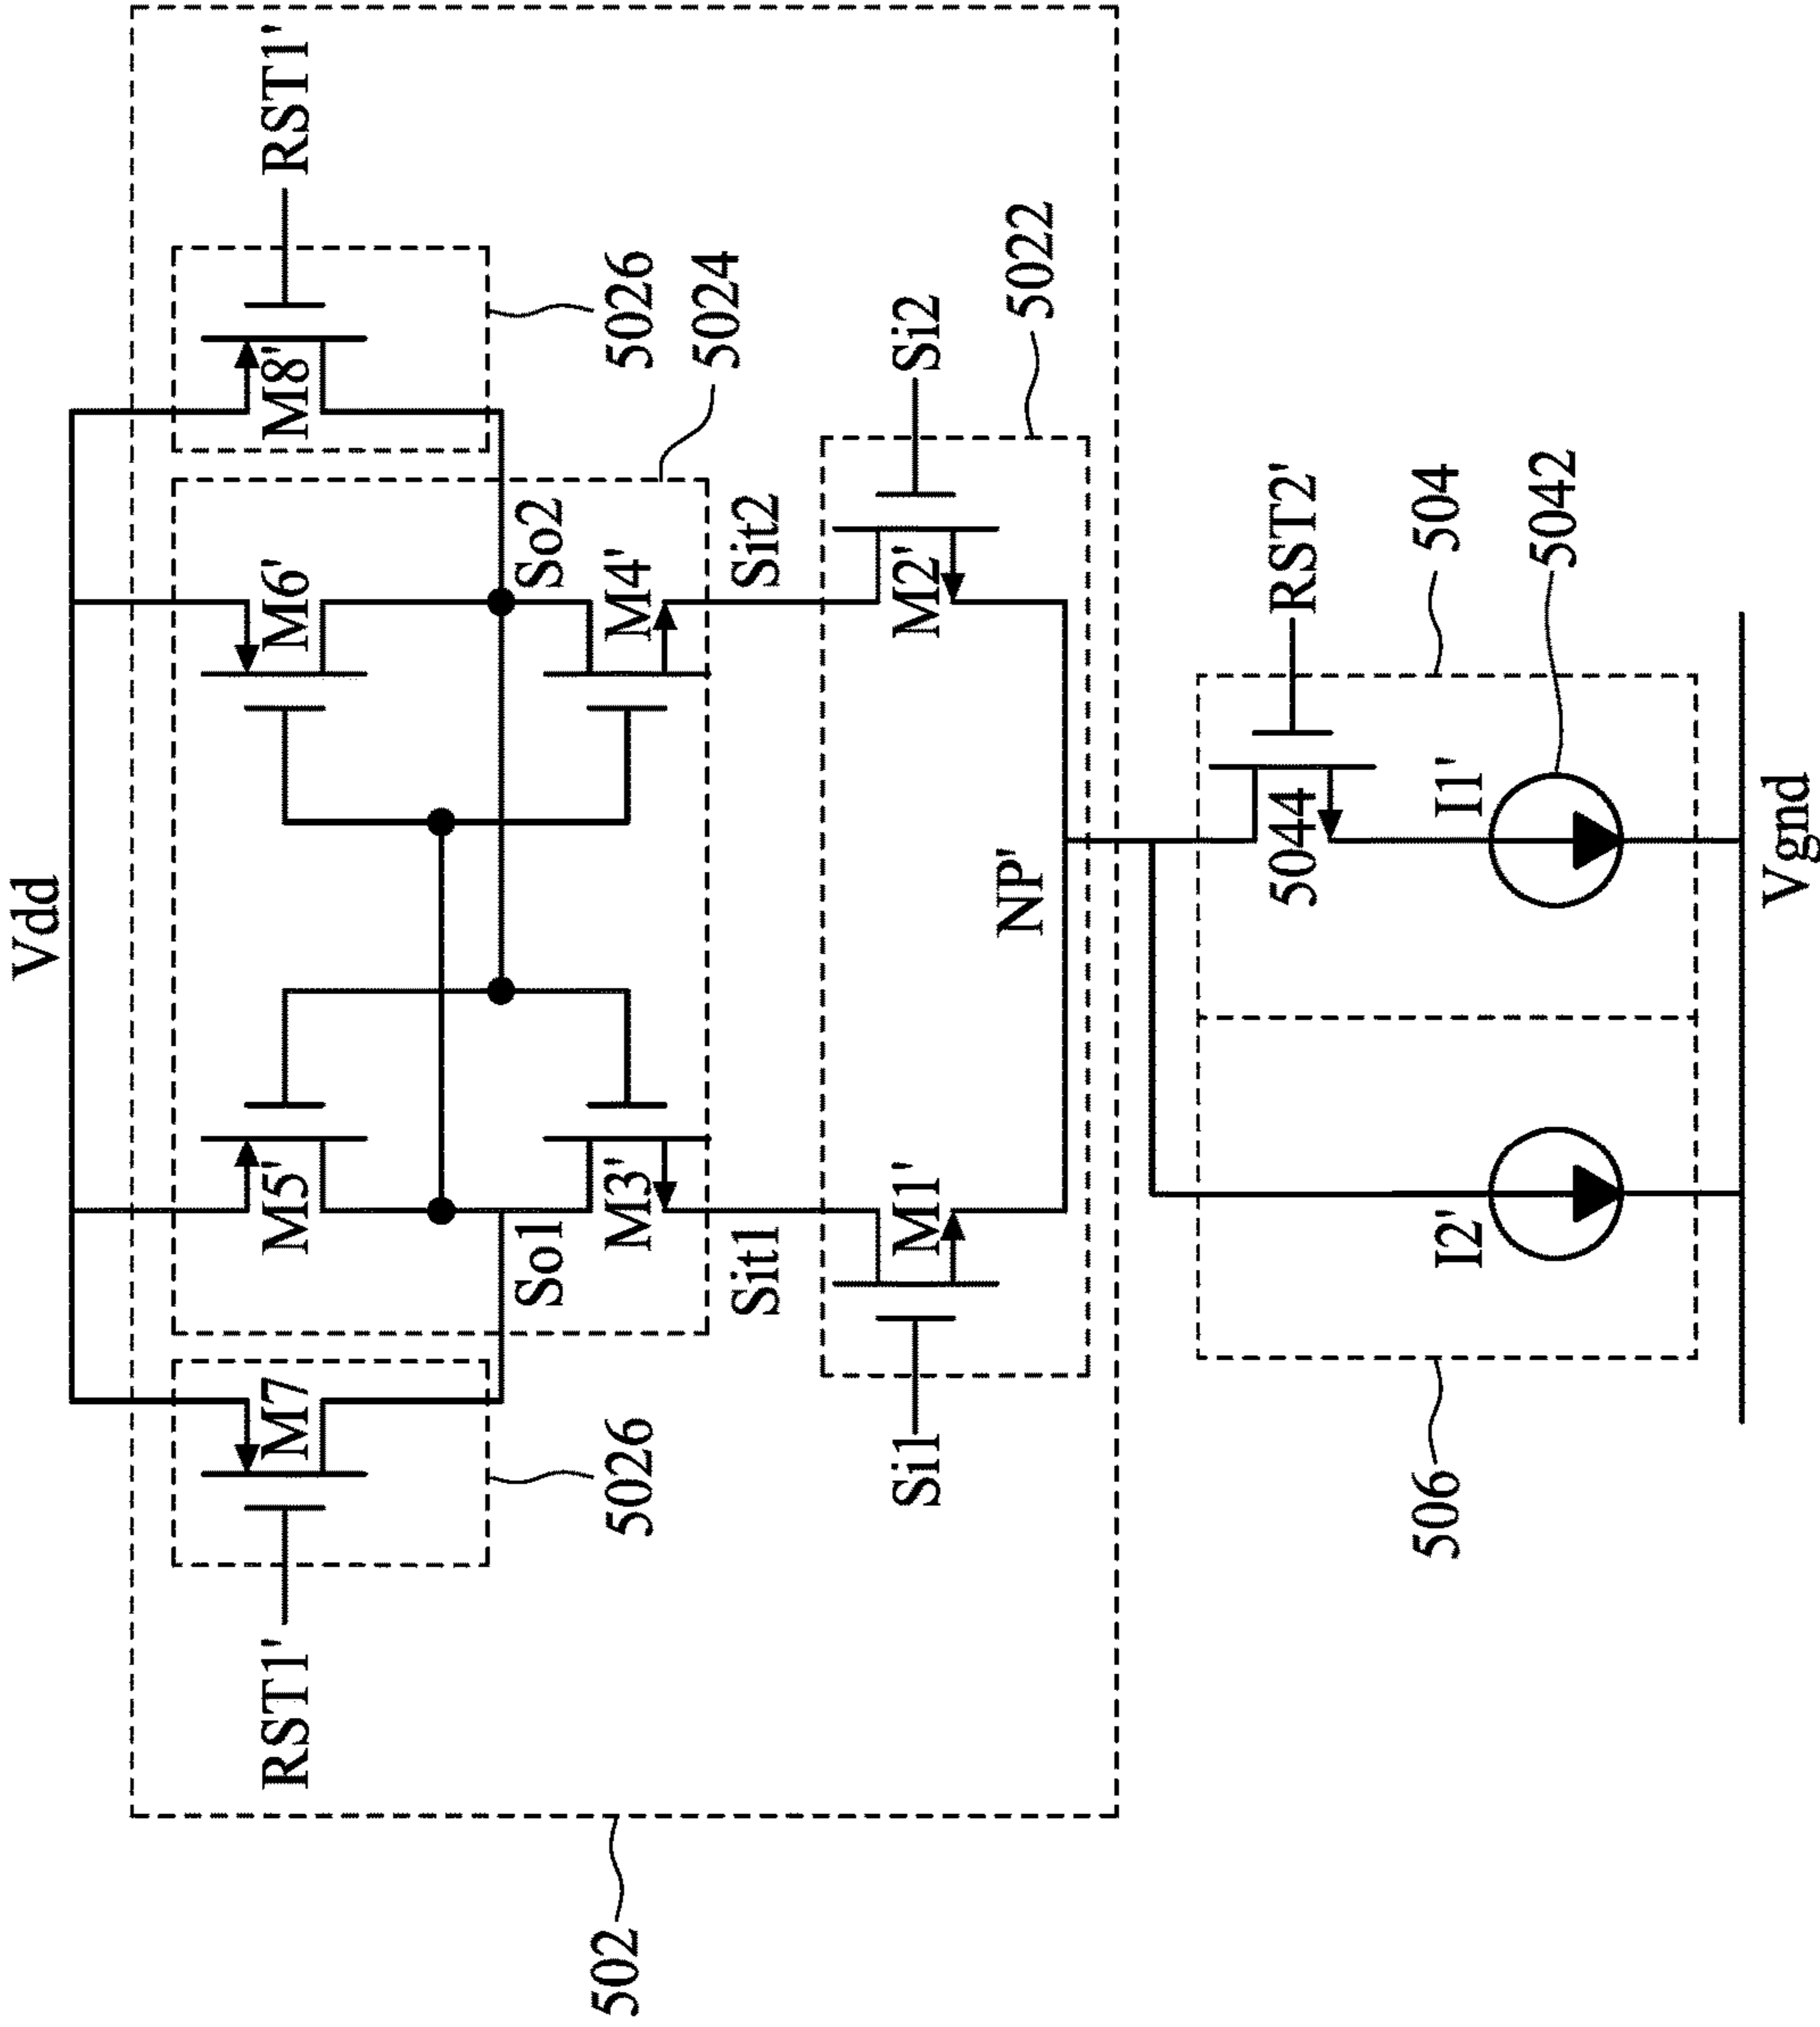 Vdd
RST1'
M7
M5'
M6'
M8'
RST1'
So1
So2
M3'
M4'
5026
5026
5024
502
Sit1
Sit2
Si1
M1'
M2'
Si2
NP'
5022
5044
RST2'
I2'
I1'
506
504
5042
Vgnd